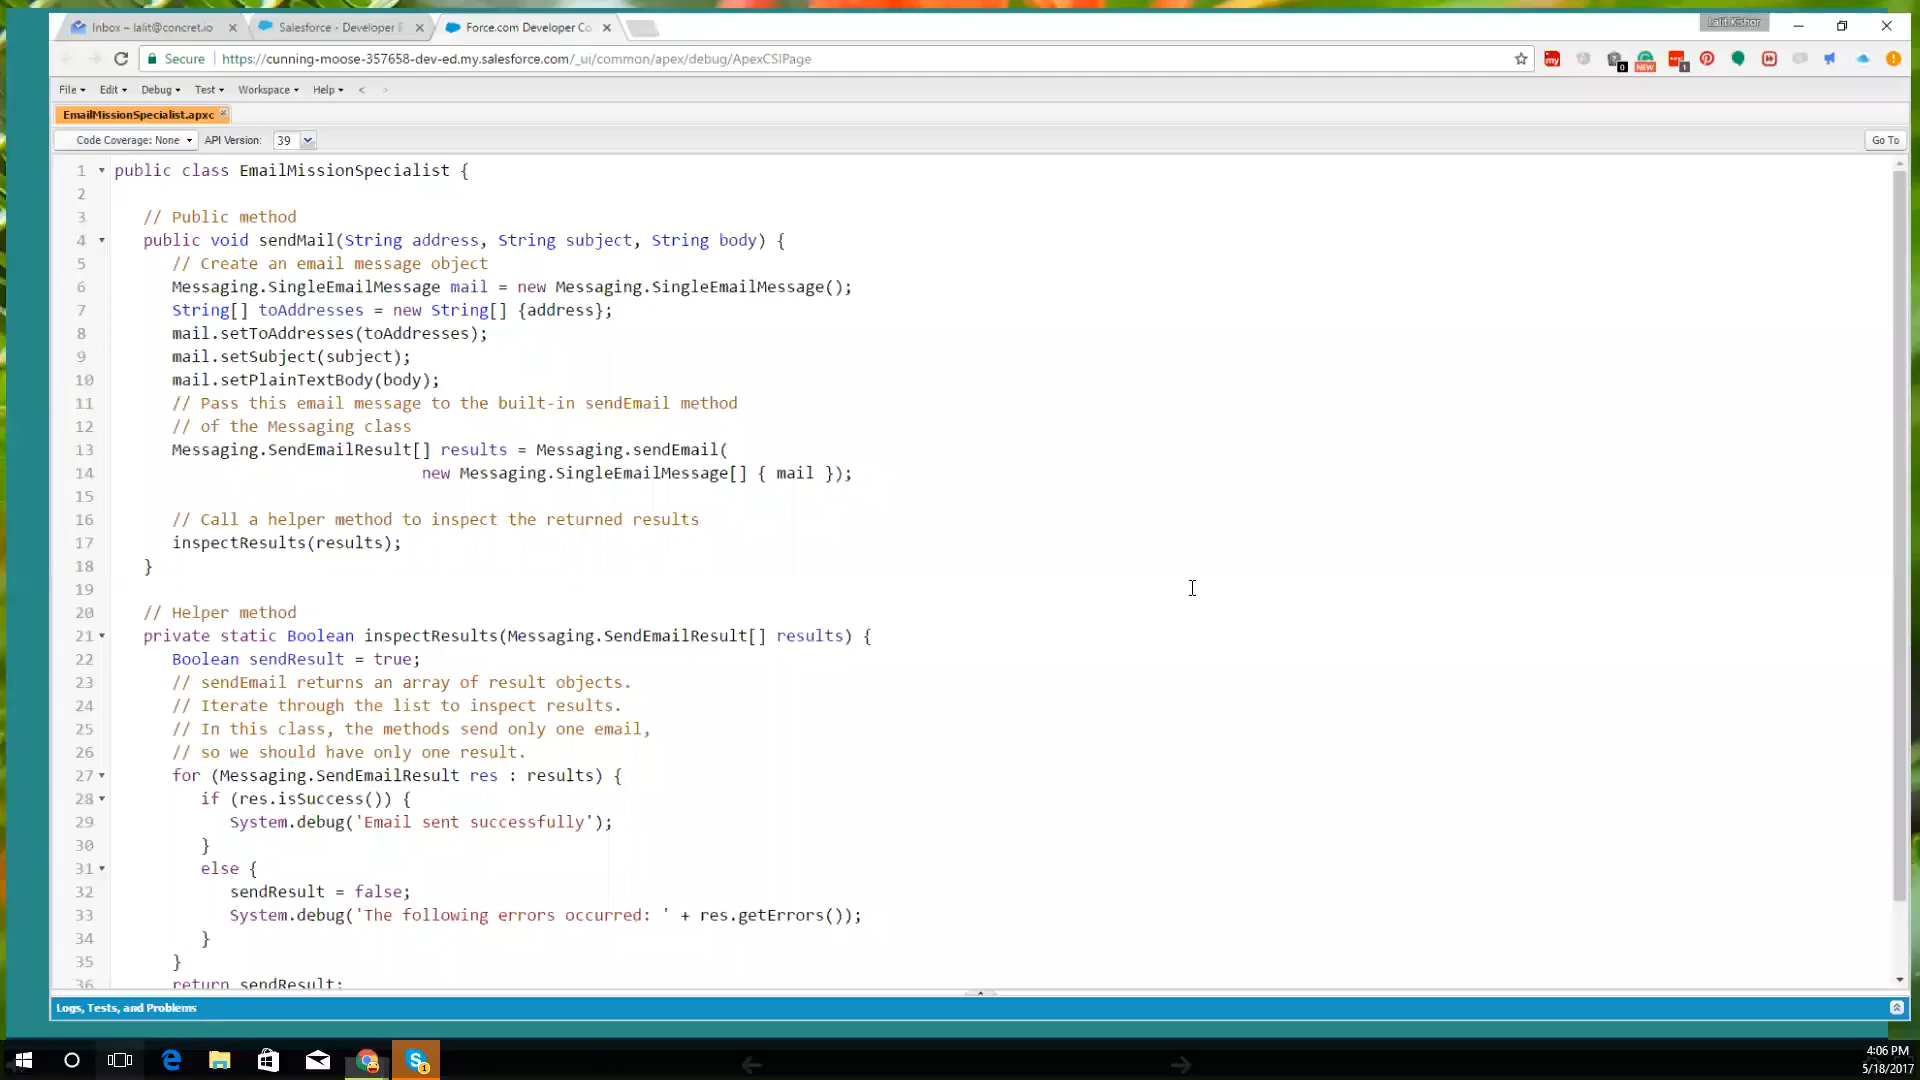 Inbox – lalit@concret.io
Salesforce - Developer E
Force.com Developer Co
Lalit Kishor
Secure
https://cunning-moose-357658-dev-ed.my.salesforce.com/_ui/common/apex/debug/ApexCSIPage
my
0
NEW
1
File Edit Debug Test Workspace Help < >
EmailMissionSpecialist.apxc
Code Coverage: None API Version: 39 Go To
1 public class EmailMissionSpecialist {
2
3 // Public method
4 public void sendMail(String address, String subject, String body) {
5 // Create an email message object
6 Messaging.SingleEmailMessage mail = new Messaging.SingleEmailMessage();
7 String[] toAddresses = new String[] {address};
8 mail.setToAddresses(toAddresses);
9 mail.setSubject(subject);
10 mail.setPlainTextBody(body);
11 // Pass this email message to the built-in sendEmail method
12 // of the Messaging class
13 Messaging.SendEmailResult[] results = Messaging.sendEmail(
14 new Messaging.SingleEmailMessage[] { mail });
15
16 // Call a helper method to inspect the returned results
17 inspectResults(results);
18 }
19
20 // Helper method
21 private static Boolean inspectResults(Messaging.SendEmailResult[] results) {
22 Boolean sendResult = true;
23 // sendEmail returns an array of result objects.
24 // Iterate through the list to inspect results.
25 // In this class, the methods send only one email,
26 // so we should have only one result.
27 for (Messaging.SendEmailResult res : results) {
28 if (res.isSuccess()) {
29 System.debug('Email sent successfully');
30 }
31 else {
32 sendResult = false;
33 System.debug('The following errors occurred: ' + res.getErrors());
34 }
35 }
36 return sendResult;
Logs, Tests, and Problems
4:06 PM
5/18/2017